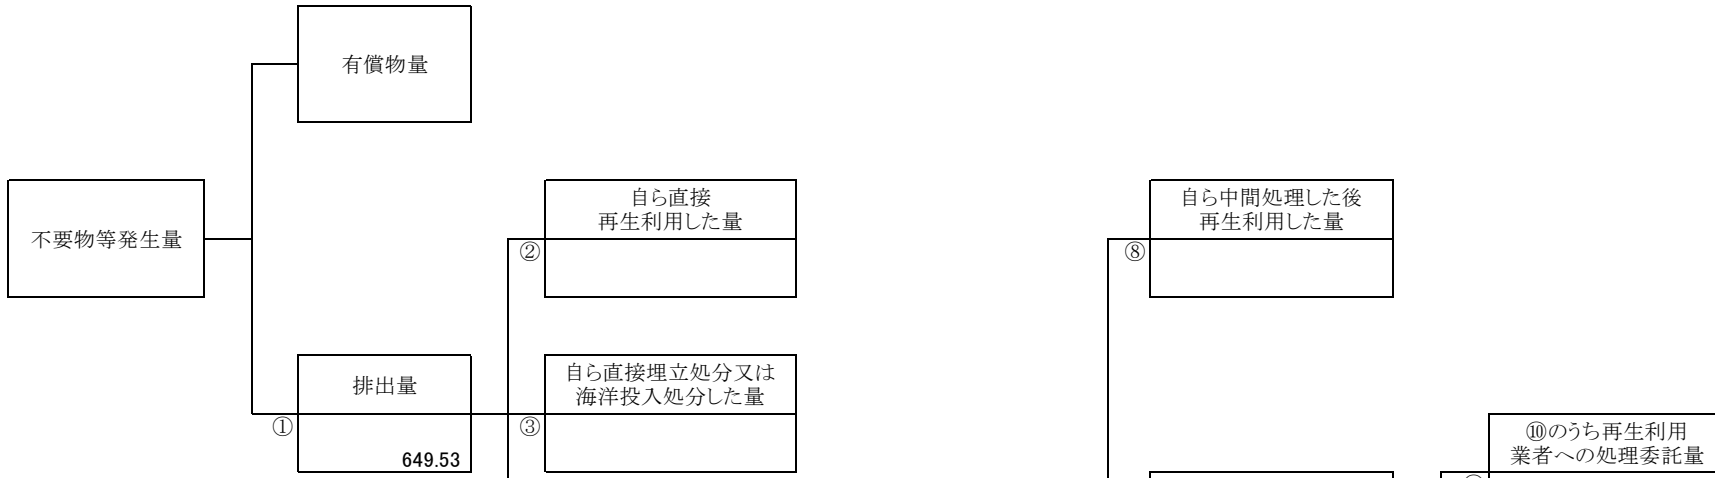 有償物量
不要物等発生量
自ら直接
再生利用した量
②
自ら中間処理した後
再生利用した量
⑧
排出量
①
649.53
自ら直接埋立処分又は
海洋投入処分した量
③
⑩のうち再生利用
業者への処理委託量